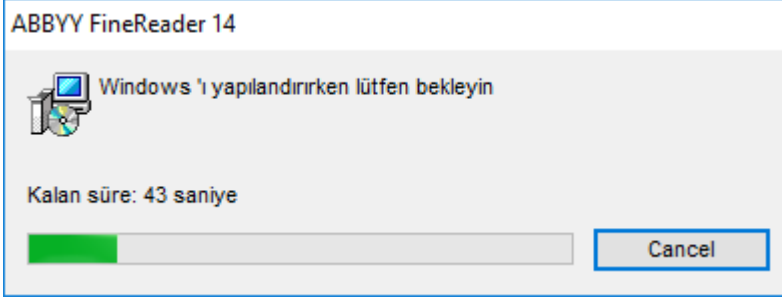 ABBYY FineReader 14
Windows 'ı yapılandırırken lütfen bekleyin
Kalan süre: 43 saniye
Cancel